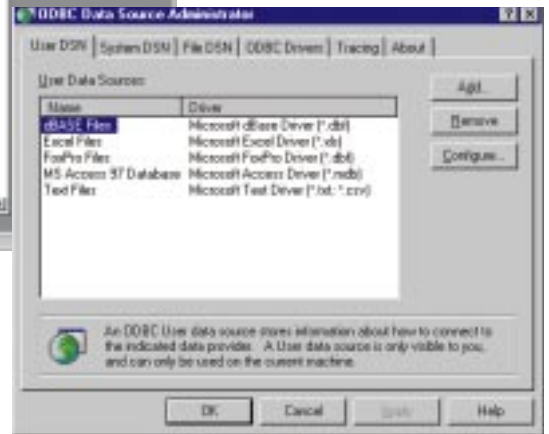 ODBC Data Source Administrator
User DSN System DSN File DSN ODBC Drivers Tracing About
User Data Sources:
Add...
Name Driver
dBASE Files Microsoft dBase Driver (*.dbf)
Remove
Excel Files Microsoft Excel Driver (*.xls)
FoxPro Files Microsoft FoxPro Driver (*.dbf)
Configure...
MS Access 97 Database Microsoft Access Driver (*.mdb)
Text Files Microsoft Text Driver (*.txt; *.csv)
An ODBC User data source stores information about how to connect to
the indicated data provider. A User data source is only visible to you,
and can only be used on the current machine.
OK Cancel Apply Help